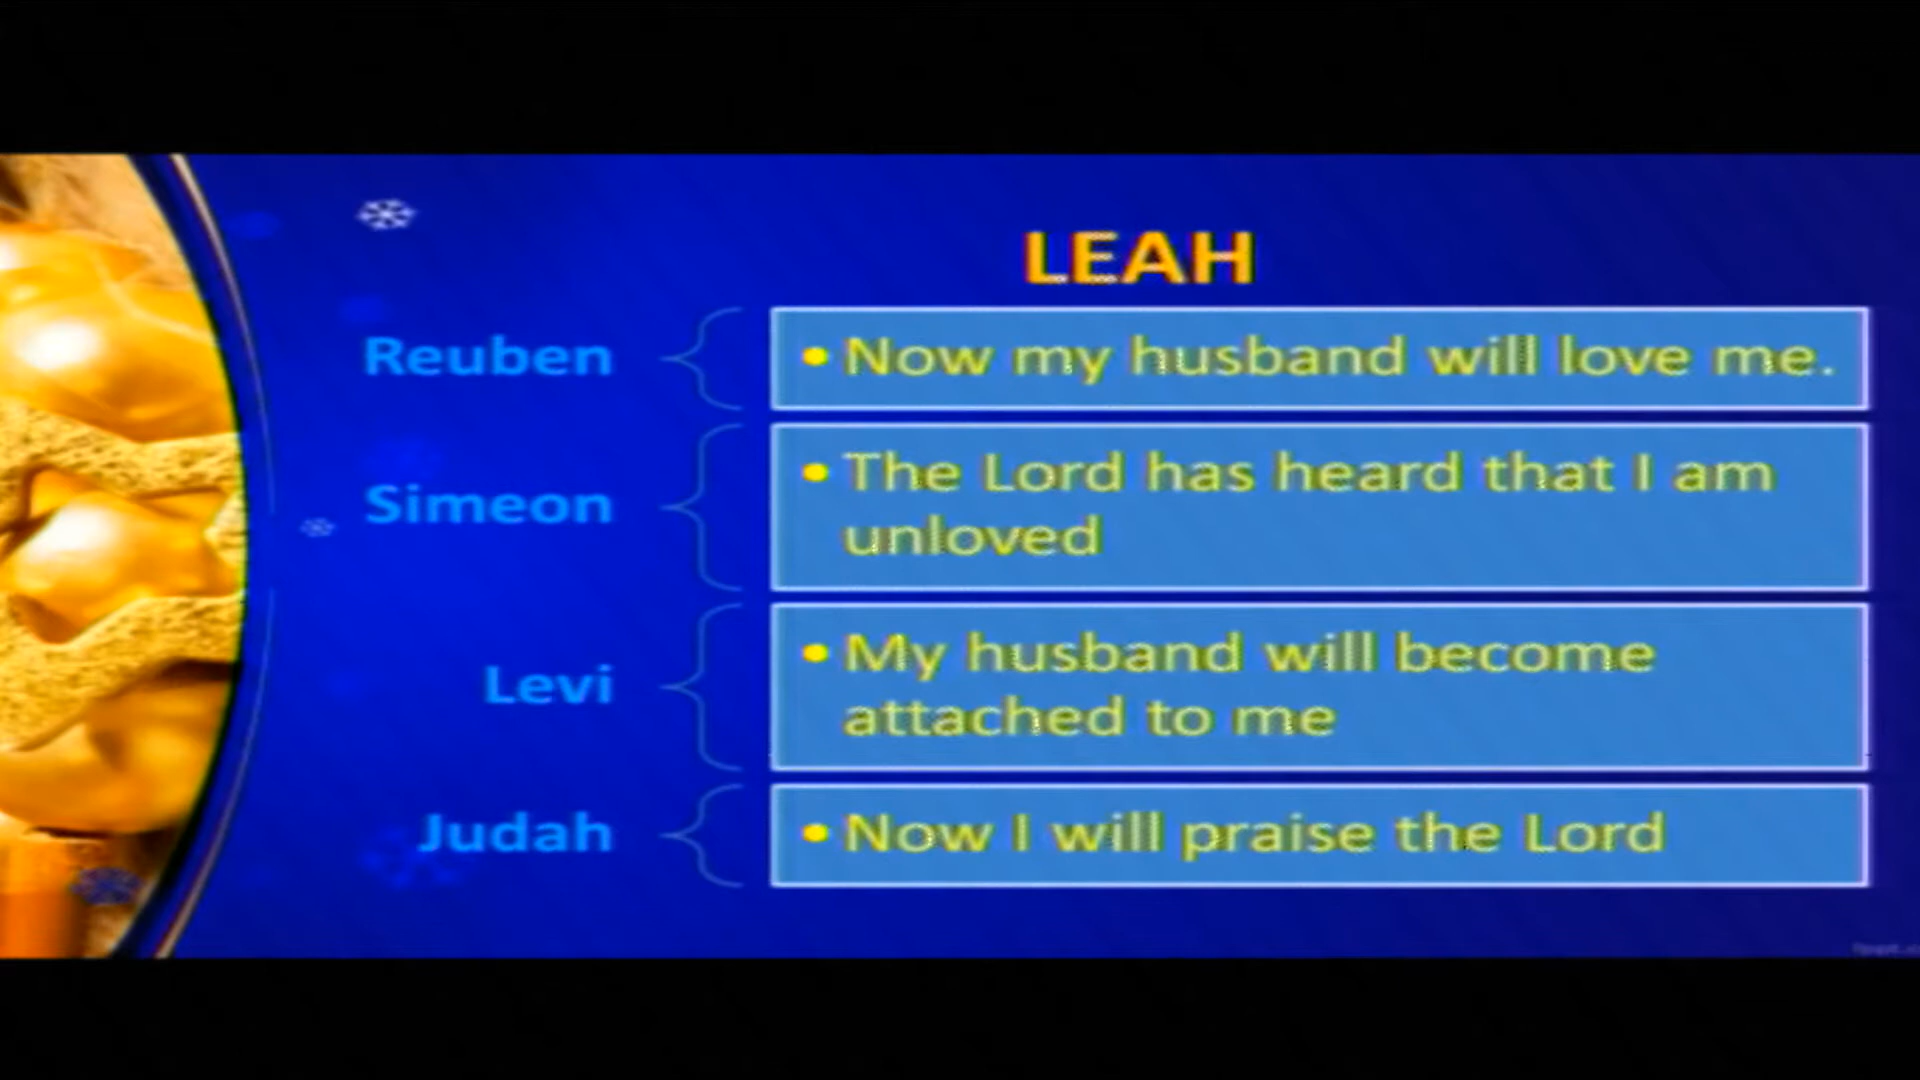 LEAH
Reuben
• Now my husband will love me.
Simeon
• The Lord has heard that I am
unloved
Levi
• My husband will become
attached to me
Judah
• Now I will praise the Lord